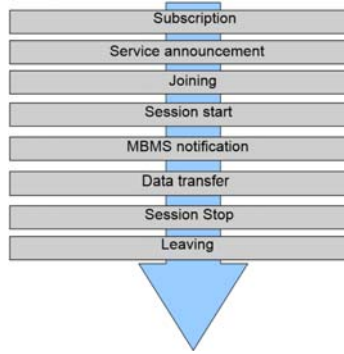 Subscription
Service announcement
Joining
Session start
MBMS notification
Data transfer
Session Stop
Leaving